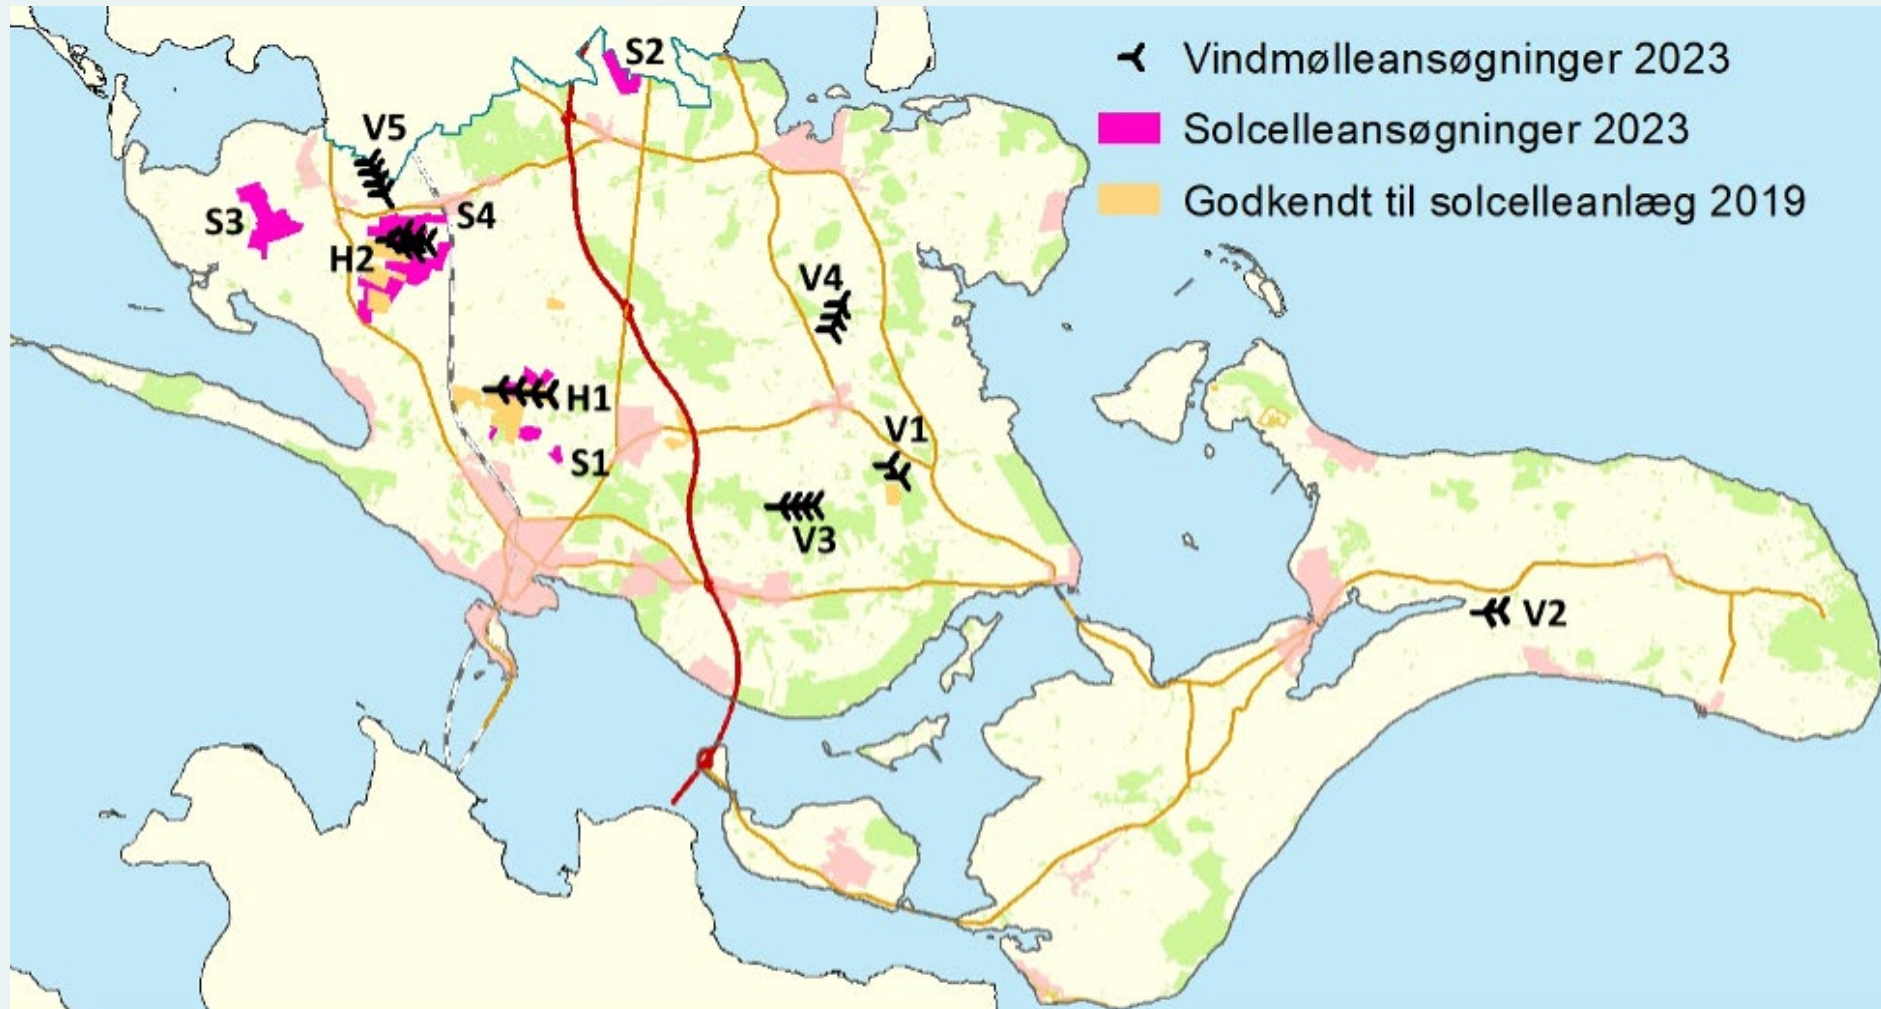 S2
Vindmølleansøgninger 2023
V5
Solcelleansøgninger 2023
S3
S4
Godkendt til solcelleanlæg 2019
H2
V4
H1
V1
S1
V3
V2